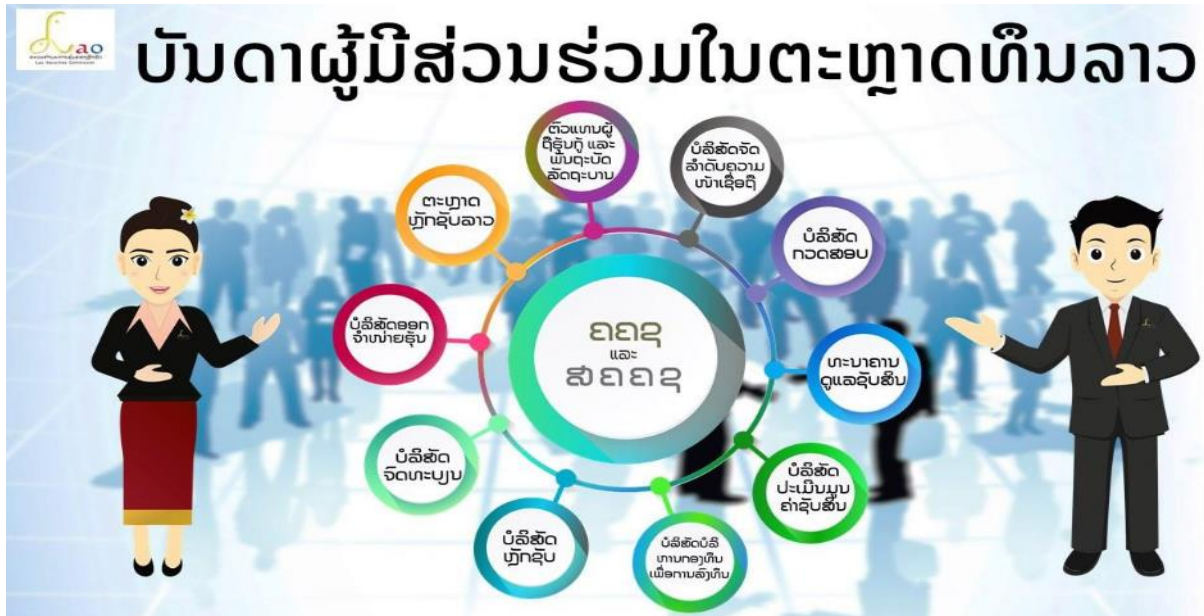 Lao
Lao Securities Commission
ບັນດາຜູ້ມີສ່ວນຮ່ວມໃນຕະຫຼາດທຶນລາວ
ຕົວແທນຜູ້
ຖືຮຸ້ນກູ້ ແລະ
ພັນຖະບັດ
ລັດຖະບານ
ບໍລິສັດຈັດ
ລໍາດັບຄວາມ
ໜ້າເຊື່ອຖື
ບໍລິສັດ
ກວດສອບ
ທະນາຄານ
ດູແລຊັບສິນ
ບໍລິສັດ
ປະເມີນມູນ
ຄ່າຊັບສິນ
ບໍລິສັດບໍລິ
ຫານກອງທຶນ
ເພື່ອການລົງທຶນ
ບໍລິສັດ
ຫຼັກຊັບ
ບໍລິສັດ
ຈົດທະບຽນ
ບໍລິສັດອອກ
ຈໍາໜ່າຍຮຸ້ນ
ຕະຫຼາດ
ຫຼັກຊັບລາວ
ຄຄຊ
ແລະ
ສຄຄຊ